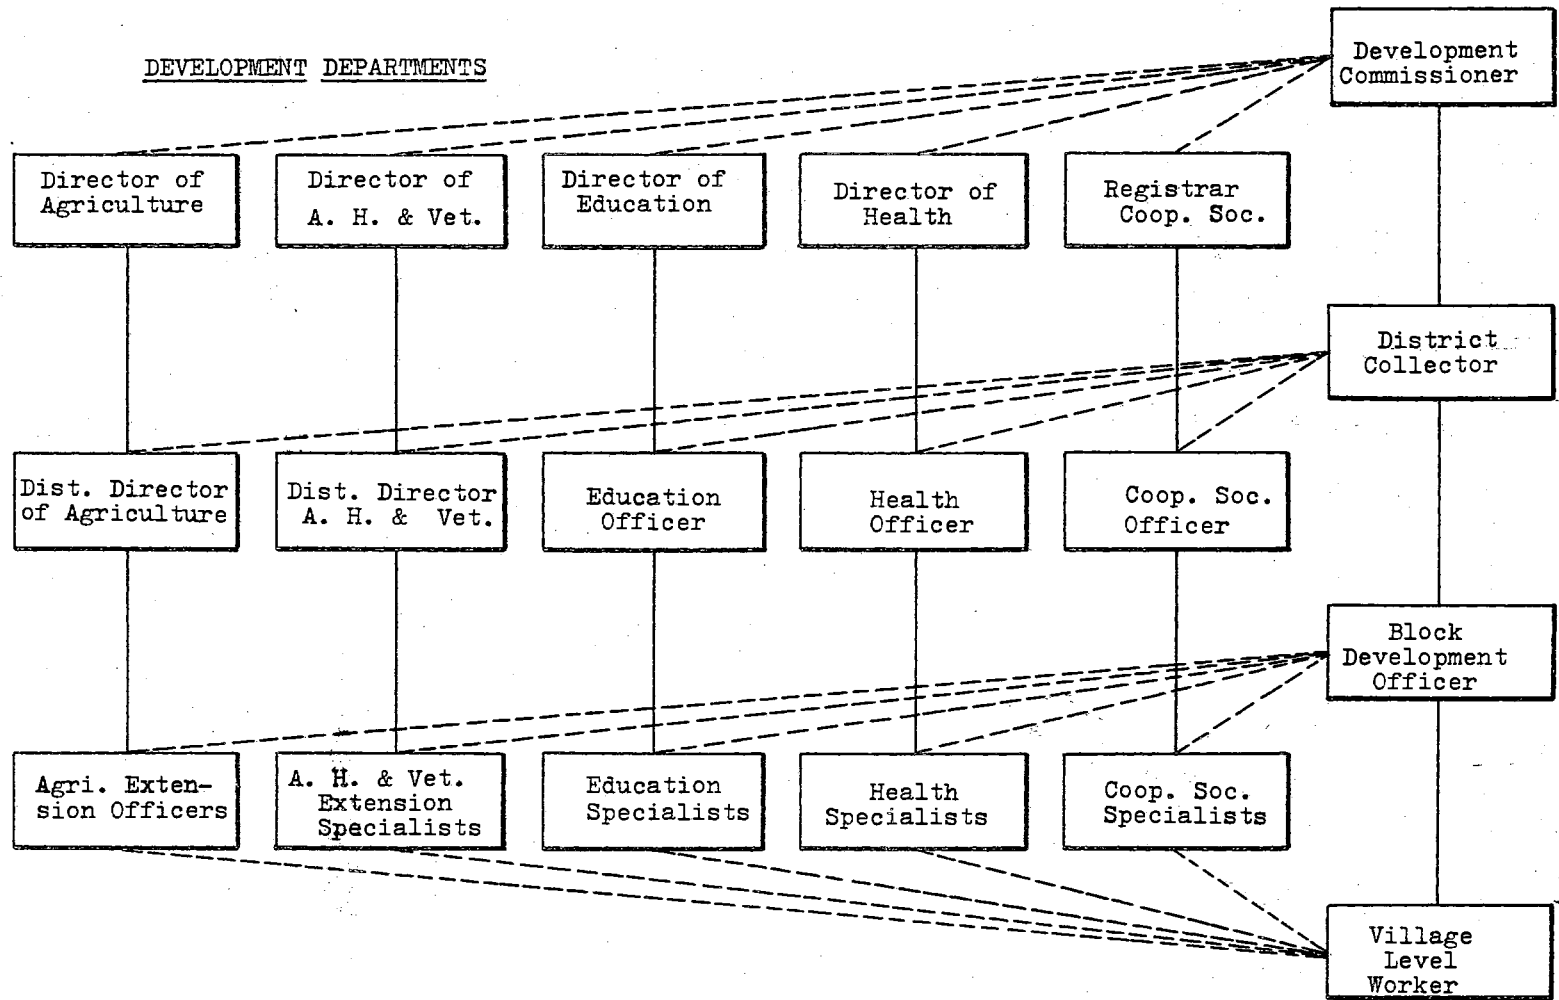 DEVELOPMENT DEPARTMENTS
Development
Commissioner
Director of
Agriculture
Director of
A. H. & Vet.
Director of
Education
Director of
Health
Registrar
Coop. Soc.
District
Collector
Dist. Director
of Agriculture
Dist. Director
A. H. & Vet.
Education
Officer
Health
Officer
Coop. Soc.
Officer
Block
Development
Officer
Agri. Exten-
sion Officers
A. H. & Vet.
Extension
Specialists
Education
Specialists
Health
Specialists
Coop. Soc.
Specialists
Village
Level
Worker